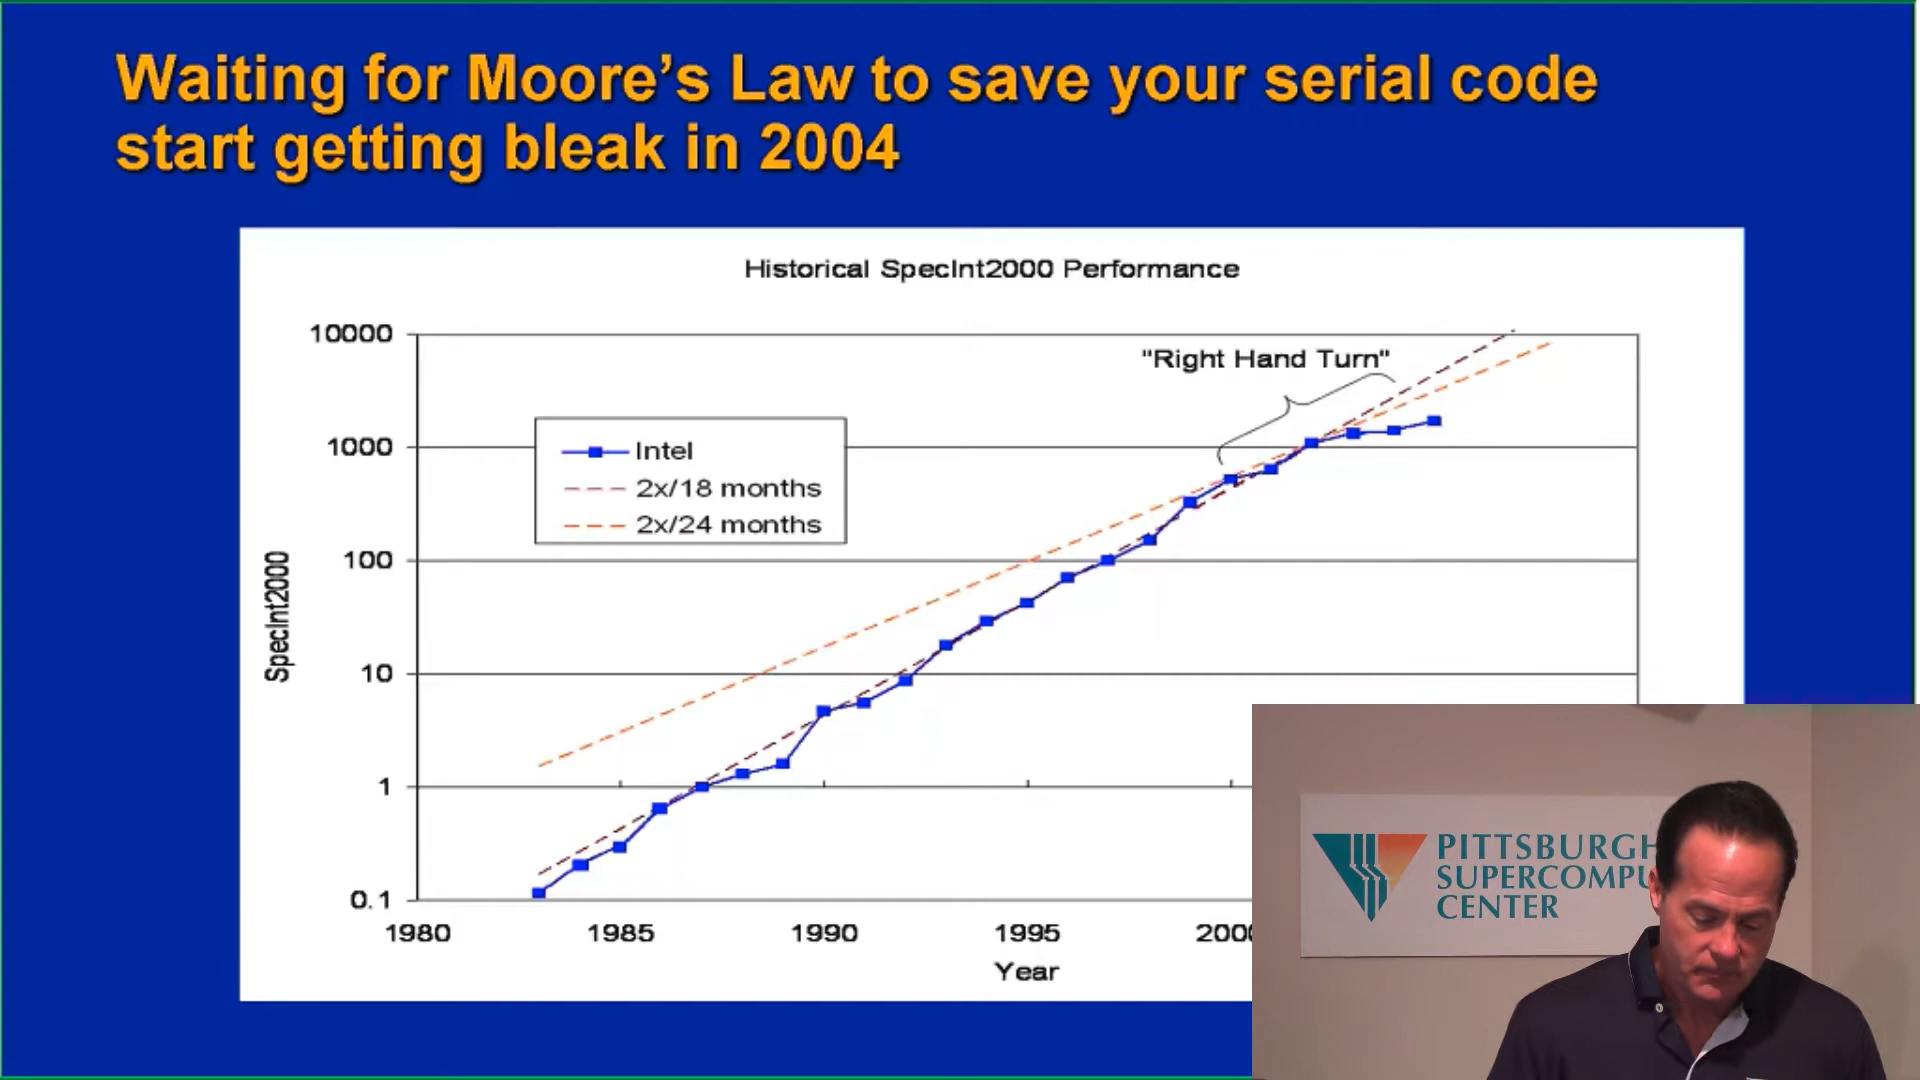 Waiting for Moore's Law to save your serial code
start getting bleak in 2004
Historical SpecInt2000 Performance
10000
"Right Hand Turn"
1000
Intel
2x/18 months
2x/24 months
100
SpecInt2000
10
1
0.1
1980
1985
1990
1995
Year
PITTSBURGH
CENTER